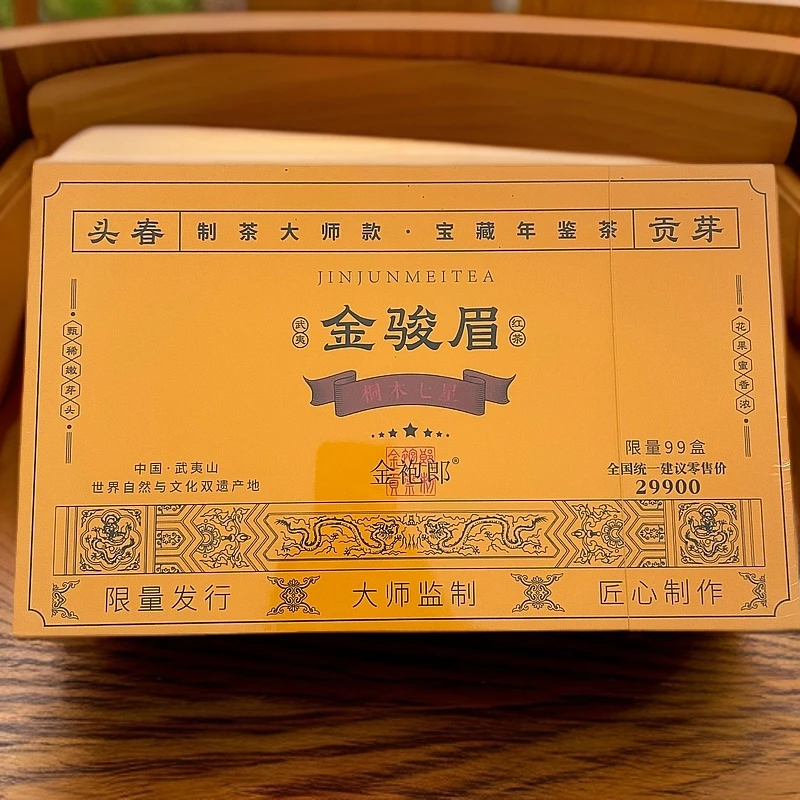 头春 制茶大师款·宝藏年鉴茶 贡芽
JINJUNMEITEA
武夷 金骏眉 红茶
桐木七星
甄稀嫩芽头
花果蜜香浓
金袍郎®
中国·武夷山
世界自然与文化双遗产地
限量99盒
全国统一建议零售价
29900
限量发行 大师监制 匠心制作